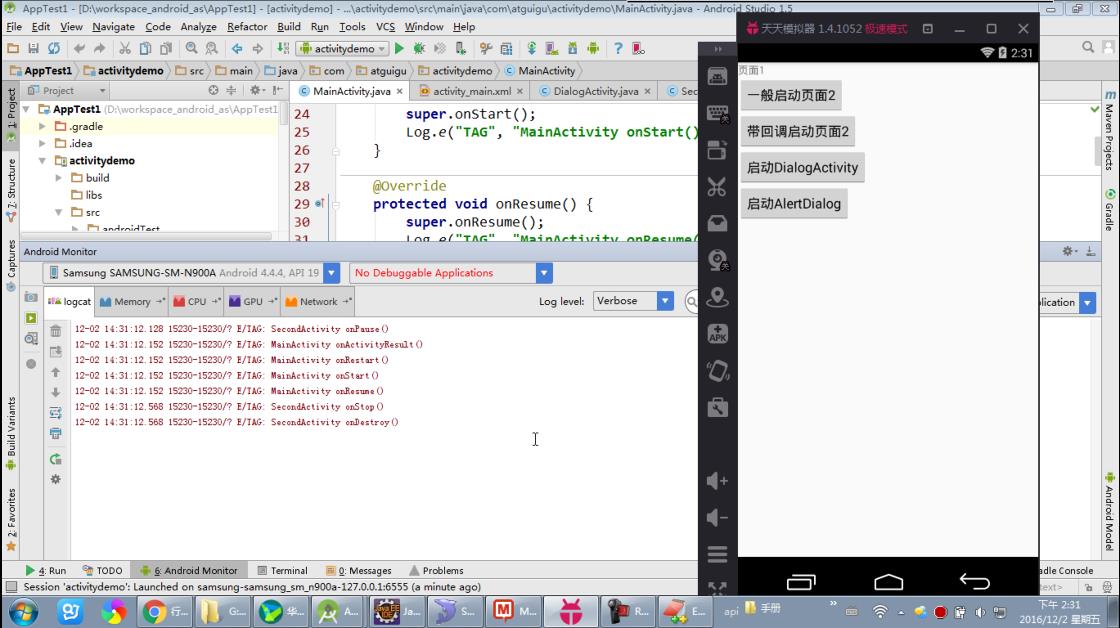 AppTest1 - [D:\workspace_android_as\AppTest1] - [activitydemo] - ...\activitydemo\src\main\java\com\atguigu\activitydemo\MainActivity.java - Android Studio 1.5
File Edit View Navigate Code Analyze Refactor Build Run Tools VCS Window Help
activitydemo
AppTest1 activitydemo src main java com atguigu activitydemo MainActivity
Project
MainActivity.java activity_main.xml DialogActivity.java Sec
AppTest1 (D:\workspace_android_as\AppTest1
.gradle
.idea
activitydemo
build
libs
src
androidTest
24 super.onStart();
25 Log.e("TAG", "MainActivity onStart()
26 }
27
28 @Override
29 protected void onResume() {
30 super.onResume();
31 Log.e("TAG", "MainActivity onResume(
1: Project
7: Structure
Captures
Build Variants
2: Favorites
Android Monitor
Samsung SAMSUNG-SM-N900A Android 4.4.4, API 19
No Debuggable Applications
logcat Memory CPU GPU Network
Log level: Verbose
lication
12-02 14:31:12.128 15230-15230/? E/TAG: SecondActivity onPause()
12-02 14:31:12.152 15230-15230/? E/TAG: MainActivity onActivityResult()
12-02 14:31:12.152 15230-15230/? E/TAG: MainActivity onRestart()
12-02 14:31:12.152 15230-15230/? E/TAG: MainActivity onStart()
12-02 14:31:12.152 15230-15230/? E/TAG: MainActivity onResume()
12-02 14:31:12.568 15230-15230/? E/TAG: SecondActivity onStop()
12-02 14:31:12.568 15230-15230/? E/TAG: SecondActivity onDestroy()
天天模拟器 1.4.1052 极速模式
2:31
页面1
一般启动页面2
带回调启动页面2
启动DialogActivity
启动AlertDialog
APK
Maven Projects
Gradle
Android Model
4: Run TODO 6: Android Monitor Terminal 0: Messages Problems
dle Console
Session 'activitydemo': Launched on samsung-samsung_sm_n900a-127.0.0.1:6555 (a minute ago)
text>
行... G:... 华... A... Ja... S... M... R... E...
api 手册
下午 2:31
2016/12/2 星期五